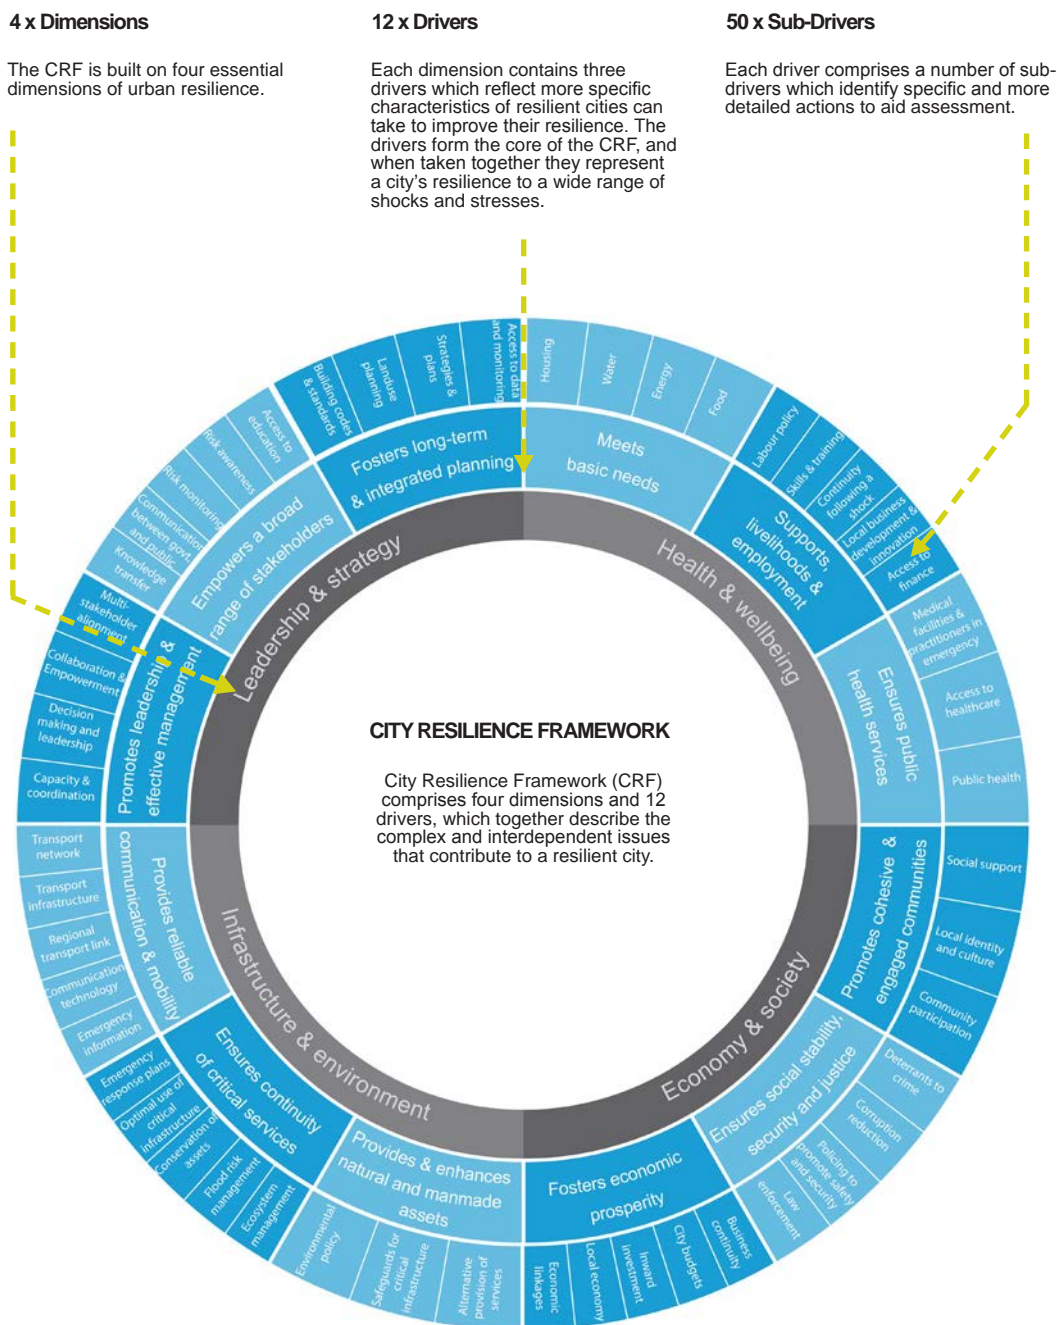 4 x Dimensions
The CRF is built on four essential
dimensions of urban resilience.
12 x Drivers
Each dimension contains three
drivers which reflect more specific
characteristics of resilient cities can
take to improve their resilience. The
drivers form the core of the CRF, and
when taken together they represent
a city's resilience to a wide range of
shocks and stresses.
50 x Sub-Drivers
Each driver comprises a number of sub-
drivers which identify specific and more
detailed actions to aid assessment.
CITY RESILIENCE FRAMEWORK
City Resilience Framework (CRF)
comprises four dimensions and 12
drivers, which together describe the
complex and interdependent issues
that contribute to a resilient city.
Health & wellbeing
Meets
basic needs
Housing
Water
Energy
Food
Supports,
livelihoods &
employment
Labour policy
Skills & training
Continuity
following a
shock
Local business
development &
innovation
Access to
finance
Ensures public
health services
Medical
facilities &
practitioners in
emergency
Access to
healthcare
Public health
Economy & society
Promotes cohesive &
engaged communities
Social support
Local identity
and culture
Community
participation
Ensures social stability,
security and justice
Deterrants to
crime
Corruption
reduction
Policing to
promote safety
and security
Law
enforcement
Fosters economic
prosperity
Business
continuity
City budgets
Inward
investment
Local economy
Economic
linkages
Infrastructure & environment
Provides & enhances
natural and manmade
assets
Alternative
provision of
services
Safeguards for
critical
infrastructure
Environmental
policy
Ensures continuity
of critical services
Ecosystem
management
Flood risk
management
Conservation of
assets
Optimal use of
critical
infrastructure
Emergency
response plans
Provides reliable
communication & mobility
Emergency
information
Communication
technology
Regional
transport link
Transport
infrastructure
Transport
network
Leadership & strategy
Promotes leadership &
effective management
Capacity &
coordination
Decision
making and
leadership
Collaboration &
Empowerment
Multi-
stakeholder
alignment
Empowers a broad
range of stakeholders
Knowledge
transfer
Communication
between govt.
and public
Risk monitoring
Risk awareness
Access to
education
Fosters long-term
& integrated planning
Building codes
& standards
Landuse
planning
Strategies &
plans
Access to data
and monitoring